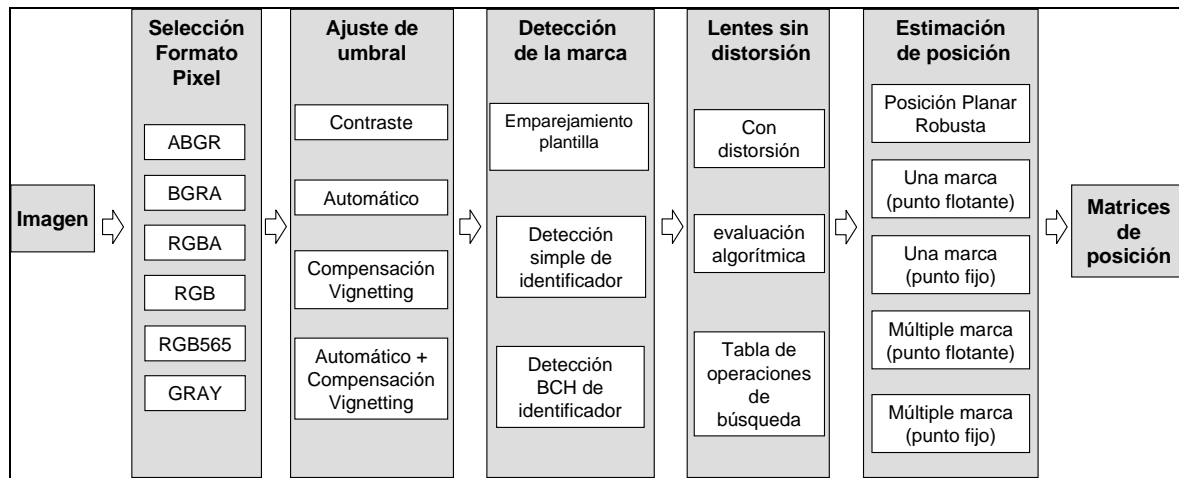 Imagen
Selección
Formato
Pixel
ABGR
BGRA
RGBA
RGB
RGB565
GRAY
Ajuste de
umbral
Contraste
Automático
Compensación
Vignetting
Automático +
Compensación
Vignetting
Detección
de la marca
Emparejamiento
plantilla
Detección
simple de
identificador
Detección
BCH de
identificador
Lentes sin
distorsión
Con
distorsión
evaluación
algorítmica
Tabla de
operaciones
de
búsqueda
Estimación
de posición
Posición Planar
Robusta
Una marca
(punto flotante)
Una marca
(punto fijo)
Múltiple marca
(punto flotante)
Múltiple marca
(punto fijo)
Matrices
de
posición